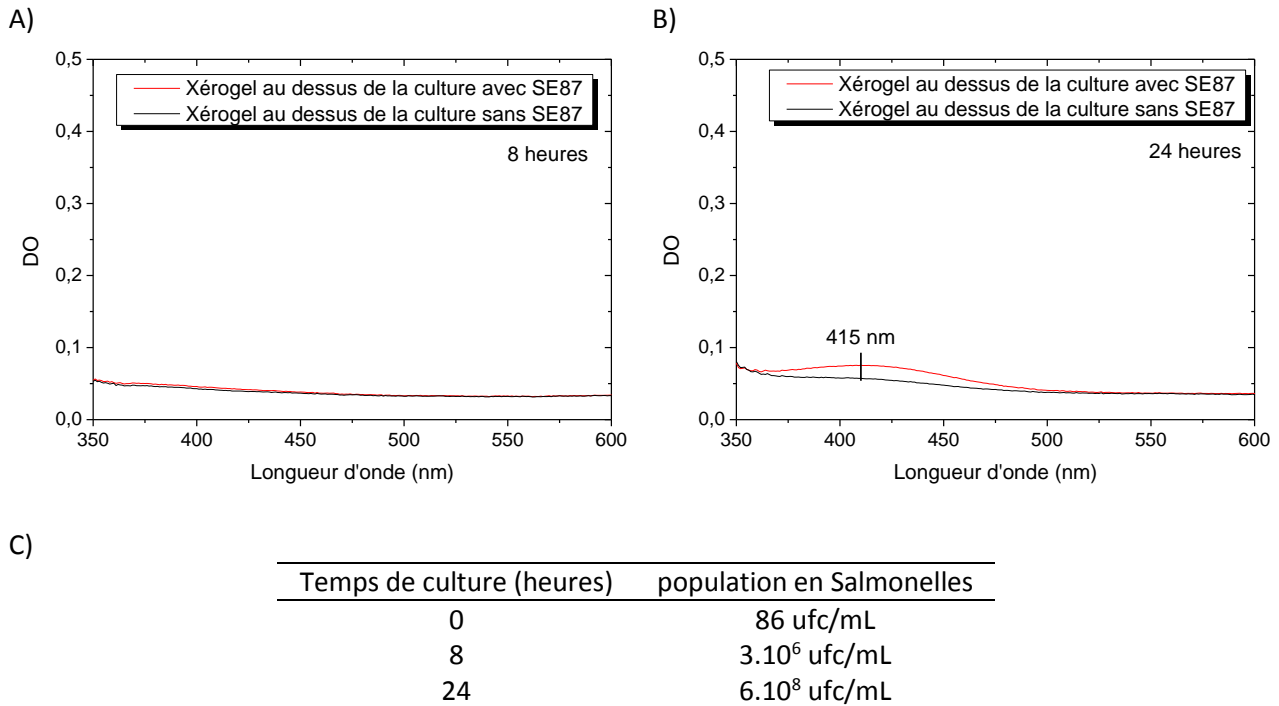 A)
0,5
0,4
0,3
0,2
0,1
0,0
DO
Xérogel au dessus de la culture avec SE87
Xérogel au dessus de la culture sans SE87
8 heures
350 400 450 500 550 600
Longueur d'onde (nm)
B)
0,5
0,4
0,3
0,2
0,1
0,0
DO
Xérogel au dessus de la culture avec SE87
Xérogel au dessus de la culture sans SE87
24 heures
415 nm
350 400 450 500 550 600
Longueur d'onde (nm)
C)
Temps de culture (heures) population en Salmonelles
0 86 ufc/mL
8 3.10⁶ ufc/mL
24 6.10⁸ ufc/mL